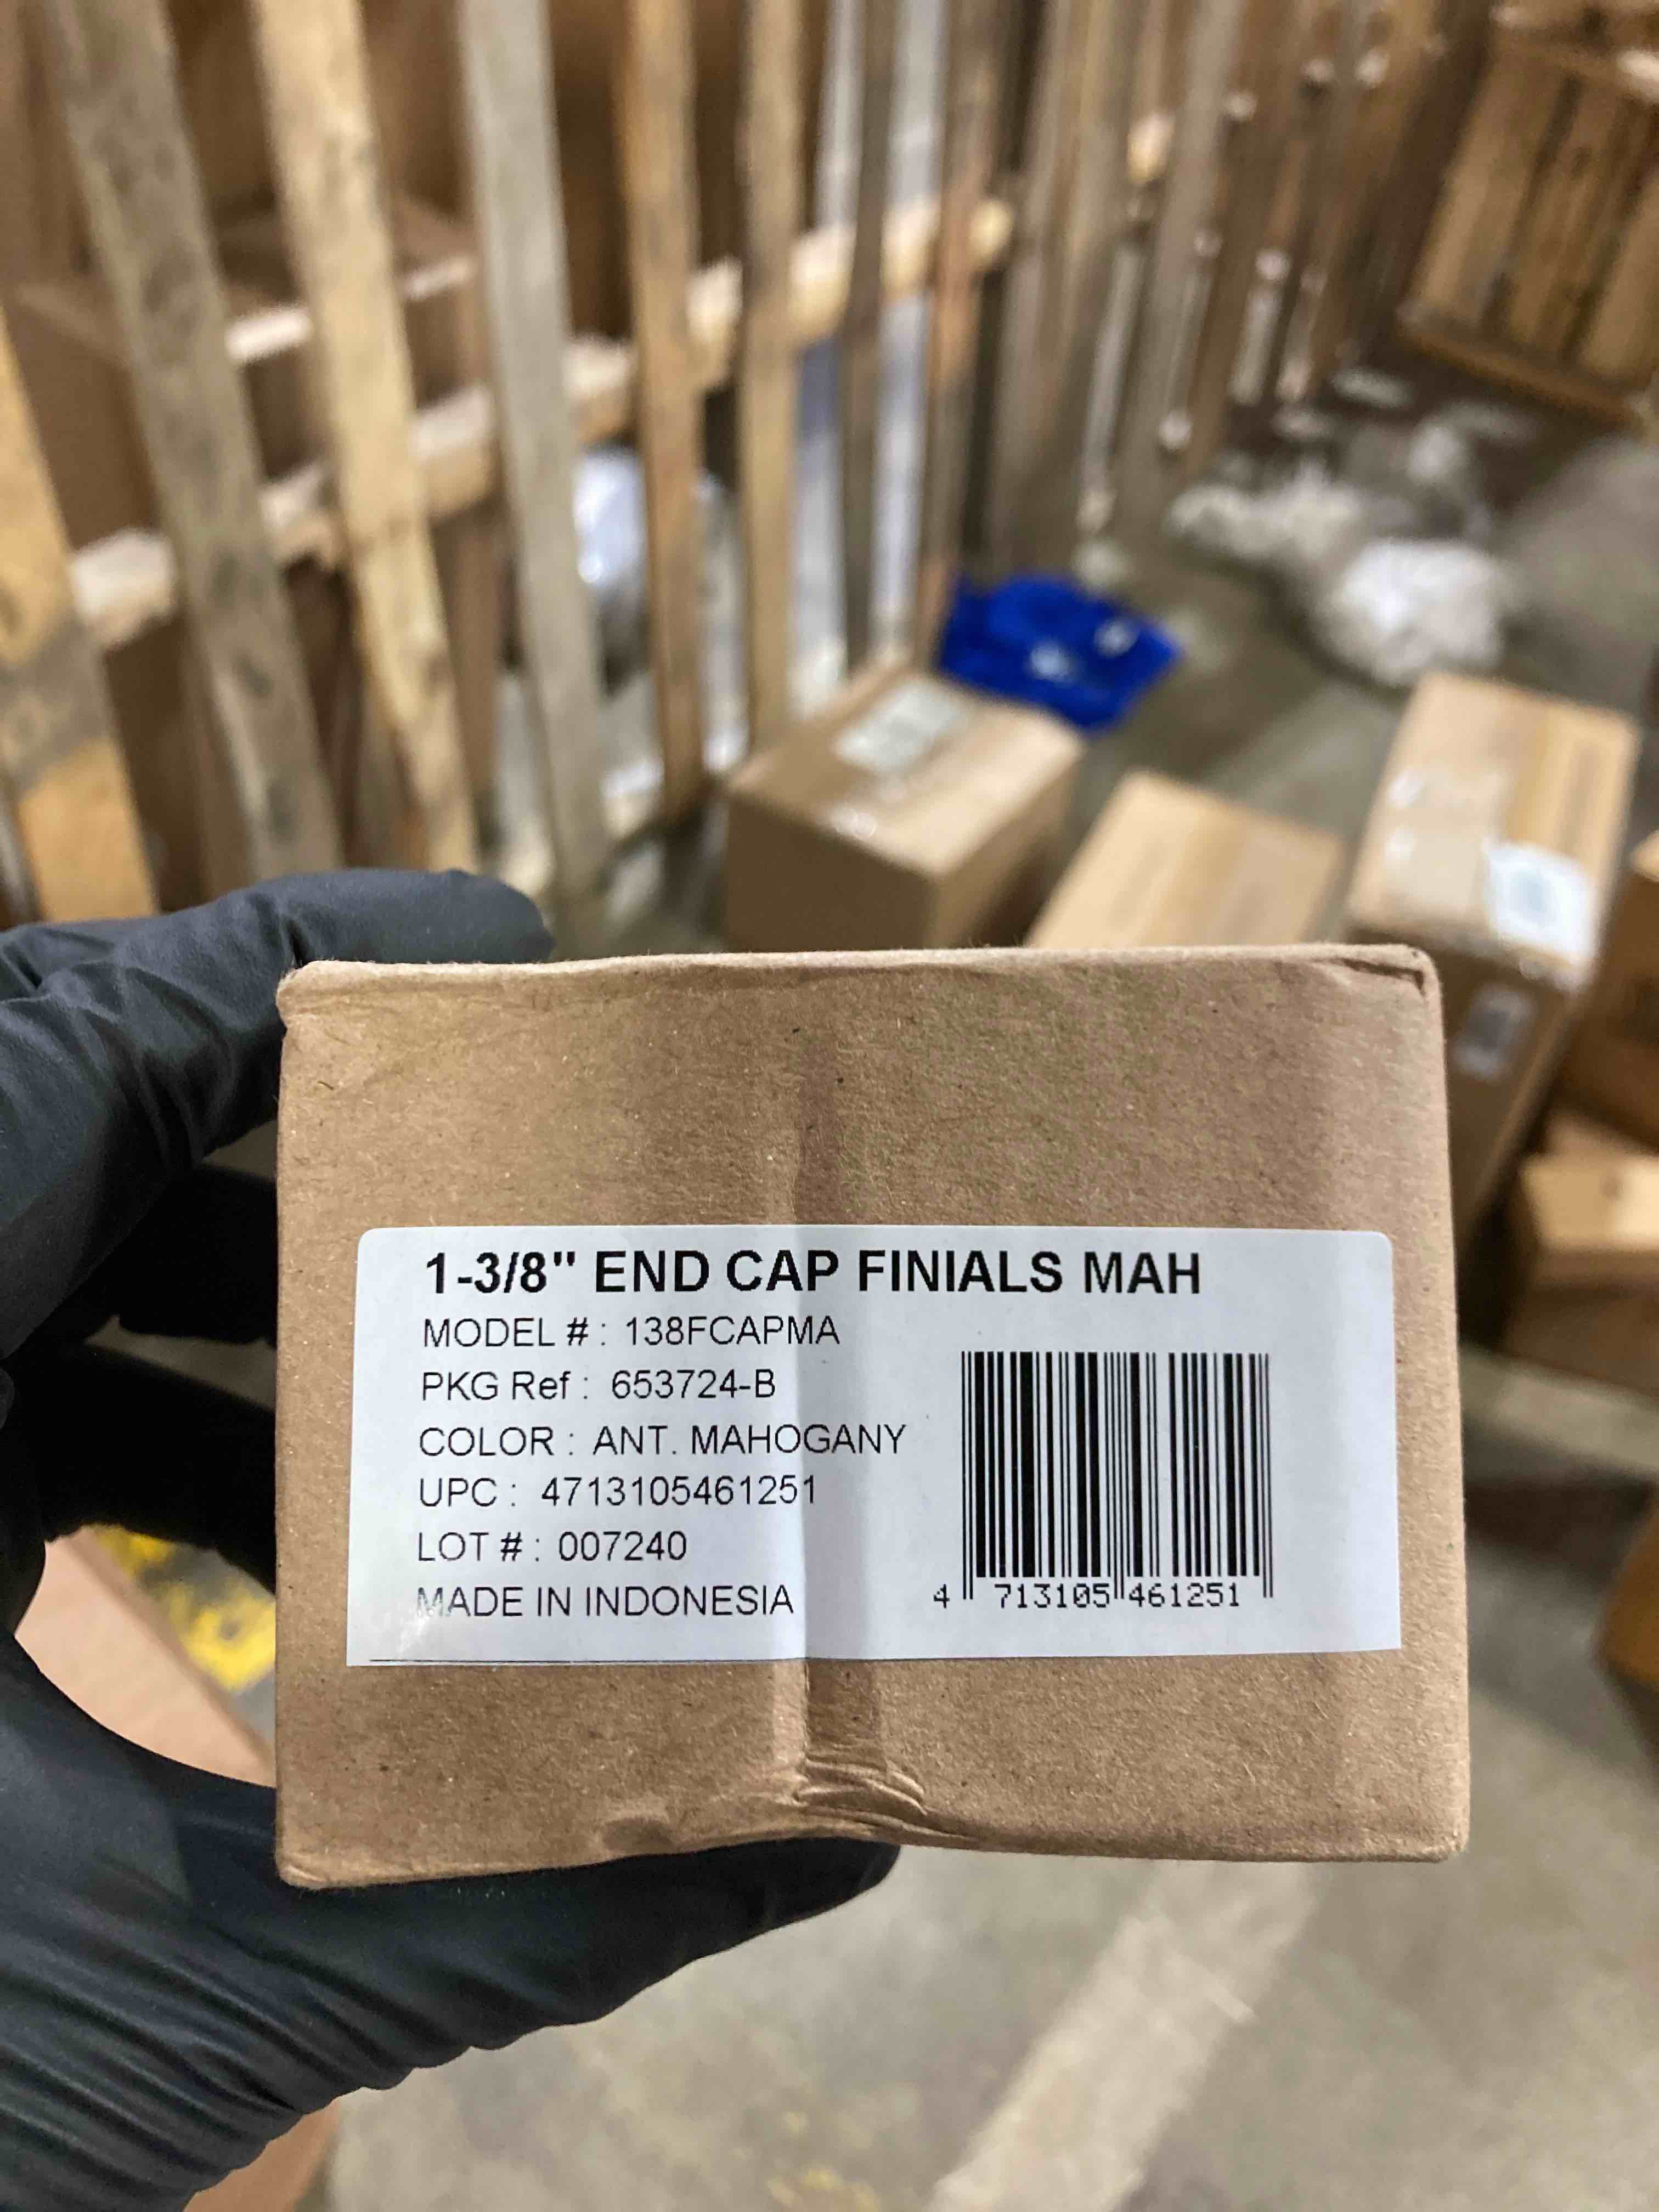 1-3/8" END CAP FINIALS MAH
MODEL # : 138FCAPMA
PKG Ref : 653724-B
COLOR : ANT. MAHOGANY
UPC : 4713105461251
LOT # : 007240
MADE IN INDONESIA
4 713105 461251